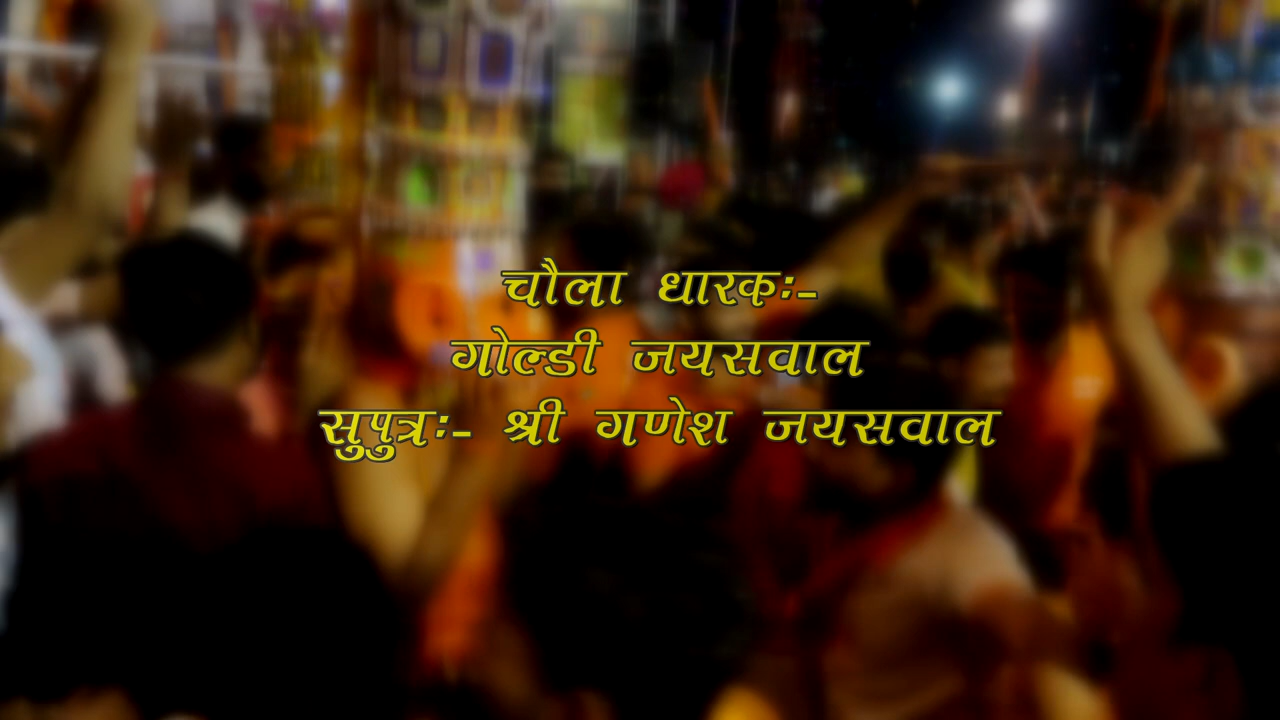 चौला धारकः-
गोल्डी जयसवाल
सुपुत्रः- श्री गणेश जयसवाल